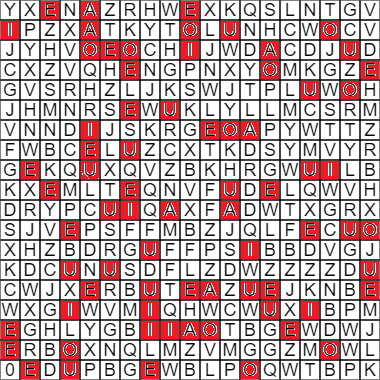 Y X E N A Z R H W E X K Q S L N T G V
I P Z X A T K Y T O L U N H C W O C V
J Y H V O E O C H I J W D A C D J U D
Y X Z V Q H E N G P N X Y O M K G Z E
G V S R H Z L J K S W J T P L U W O H
J H M N R S E W U K L Y L L M C S R M
V N N D I J S K R G E O A P Y W T T Z
F W B C E L U Z C X T K D S Y M V Y R
G E K Q U X Q V Z B K H R G W U I L B
K X E M L T E Q N V F U D E L Q W V H
D R Y P C U I Q A X F A D W T X G R X
S J V E P S F F M B Z J Q L F E C U O
X H Z B D R G U F F P S I B B D V G J
K D C U N U S D F L Z D W Z Z Z Z D U
C W J X E R B U T E A Z U E J K N B E
W X G I W V M I Q H W C W U X I B P M
E G H L Y G B I I A O T B G E W D W J
E R B O X N Q L M Z V M G G Z M O W L
0 E D U P B G E W B L P O Q W T B P K